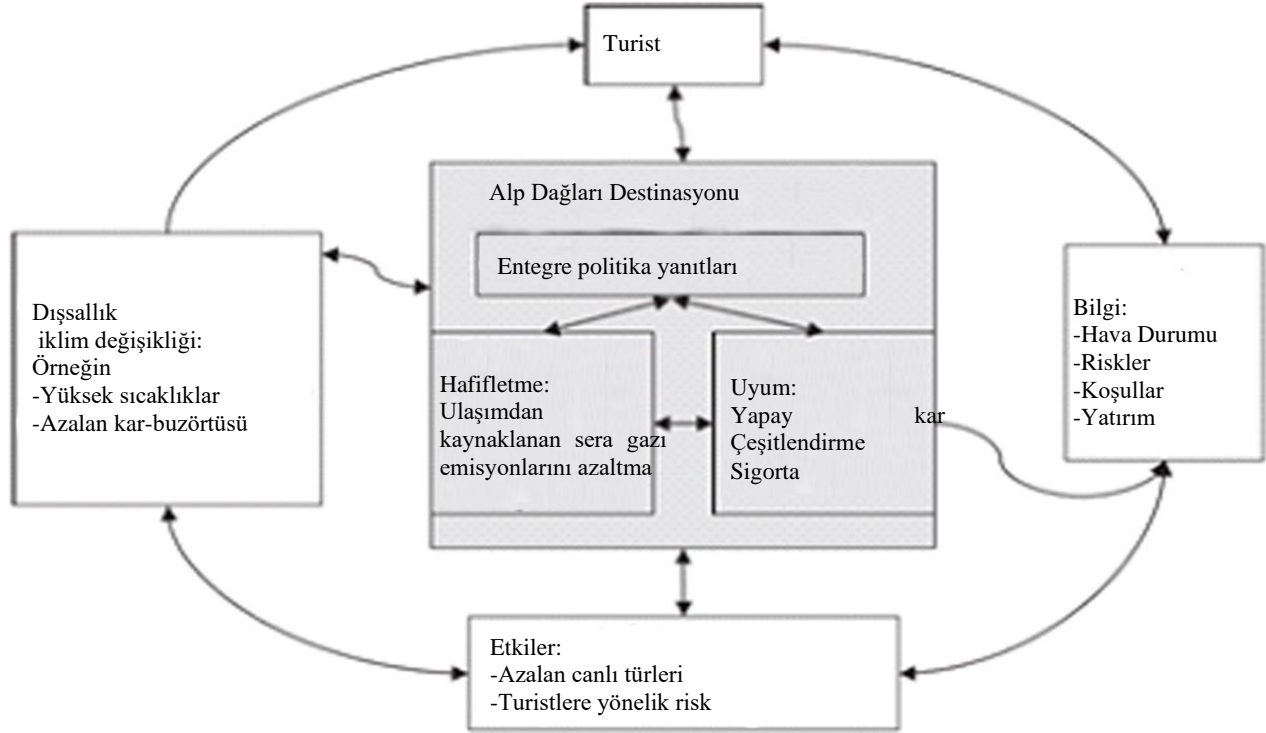 Turist
Alp Dağları Destinasyonu
Entegre politika yanıtları
Dışsallık
iklim değişikliği:
Örneğin
-Yüksek sıcaklıklar
-Azalan kar-buzörtüsü
Hafifletme:
Ulaşımdan
kaynaklanan sera gazı
emisyonlarını azaltma
Uyum:
Yapay kar
Çeşitlendirme
Sigorta
Bilgi:
-Hava Durumu
-Riskler
-Koşullar
-Yatırım
Etkiler:
-Azalan canlı türleri
-Turistlere yönelik risk